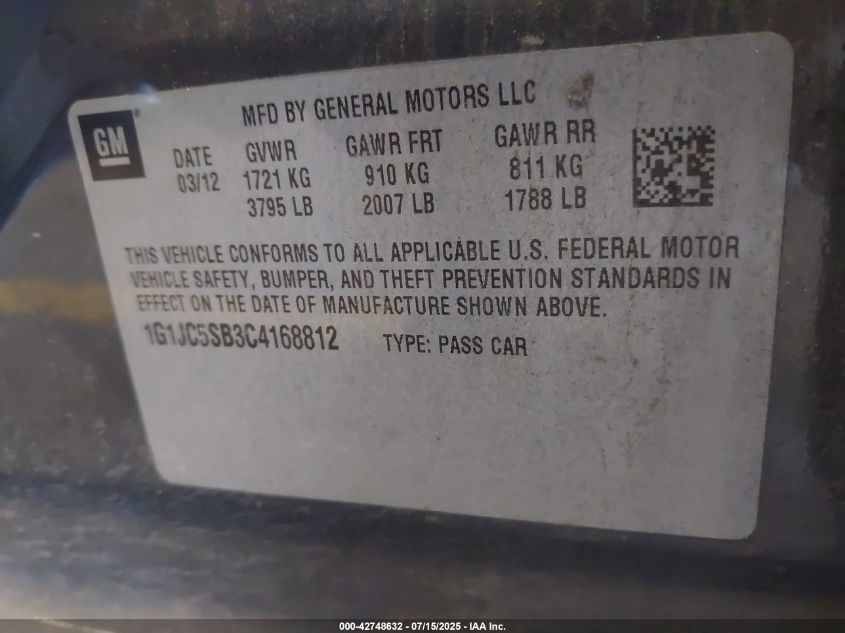 MFD BY GENERAL MOTORS LLC
GM®
DATE GVWR GAWR FRT GAWR RR
03/12 1721 KG 910 KG 811 KG
3795 LB 2007 LB 1788 LB
THIS VEHICLE CONFORMS TO ALL APPLICABLE U.S. FEDERAL MOTOR
VEHICLE SAFETY, BUMPER, AND THEFT PREVENTION STANDARDS IN
EFFECT ON THE DATE OF MANUFACTURE SHOWN ABOVE.
1G1JC5SB3C4168812 TYPE: PASS CAR
000-42748632 - 07/15/2025 - IAA Inc.